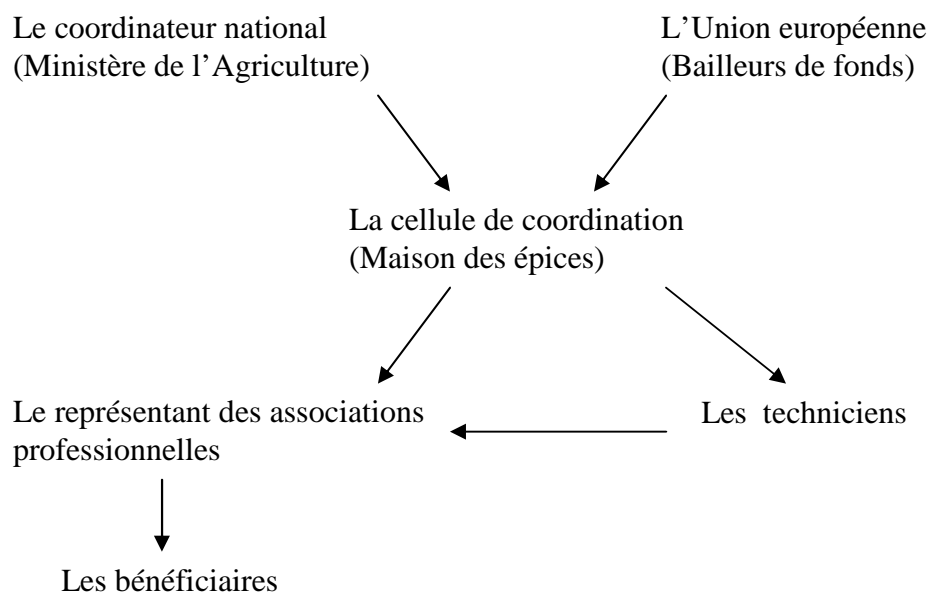 Le coordinateur national
(Ministère de l'Agriculture)
L'Union européenne
(Bailleurs de fonds)
La cellule de coordination
(Maison des épices)
Le représentant des associations
professionnelles
Les techniciens
Les bénéficiaires